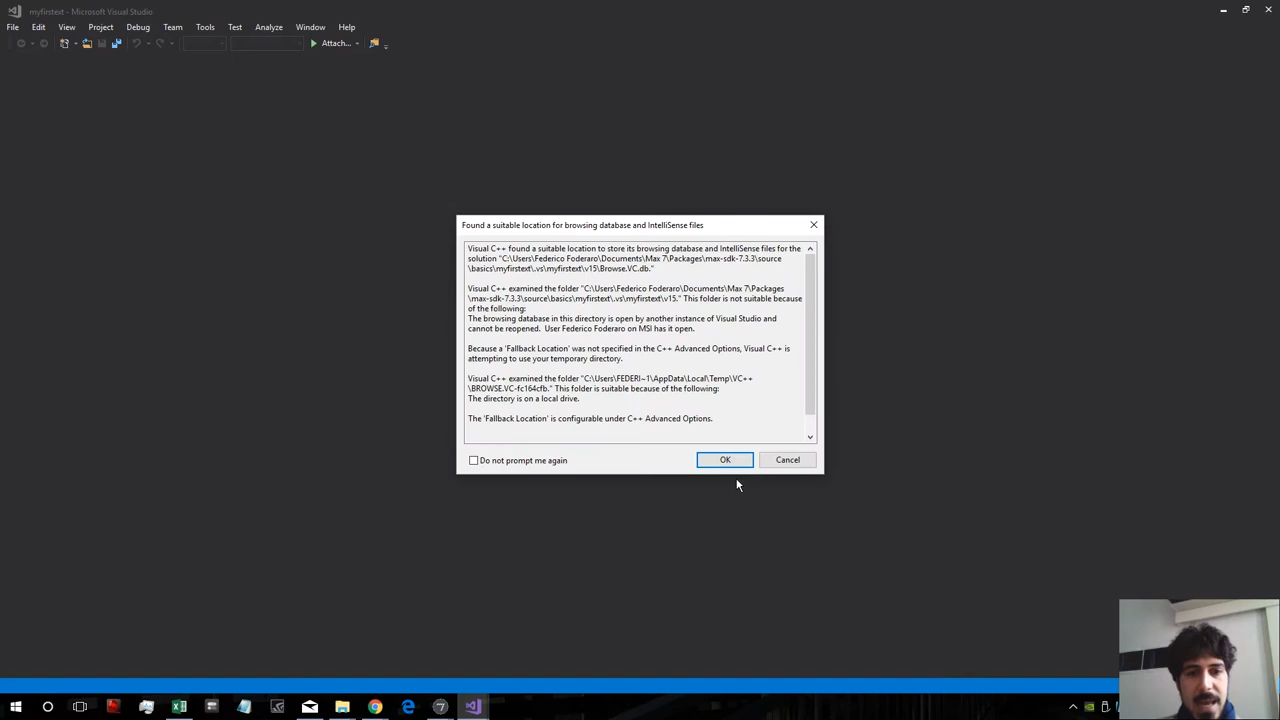 myfirstext - Microsoft Visual Studio
File Edit View Project Debug Team Tools Test Analyze Window Help
Attach...
Found a suitable location for browsing database and IntelliSense files
Visual C++ found a suitable location to store its browsing database and IntelliSense files for the
solution "C:\Users\Federico Foderaro\Documents\Max 7\Packages\max-sdk-7.3.3\source
\basics\myfirstext\.vs\myfirstext\v15\Browse.VC.db."
Visual C++ examined the folder "C:\Users\Federico Foderaro\Documents\Max 7\Packages
\max-sdk-7.3.3\source\basics\myfirstext\.vs\myfirstext\v15." This folder is not suitable because
of the following:
The browsing database in this directory is open by another instance of Visual Studio and
cannot be reopened.  User Federico Foderaro on MSI has it open.
Because a 'Fallback Location' was not specified in the C++ Advanced Options, Visual C++ is
attempting to use your temporary directory.
Visual C++ examined the folder "C:\Users\FEDERI~1\AppData\Local\Temp\VC++
\BROWSE.VC-fc164cfb." This folder is suitable because of the following:
The directory is on a local drive.
The 'Fallback Location' is configurable under C++ Advanced Options.
Do not prompt me again
OK
Cancel